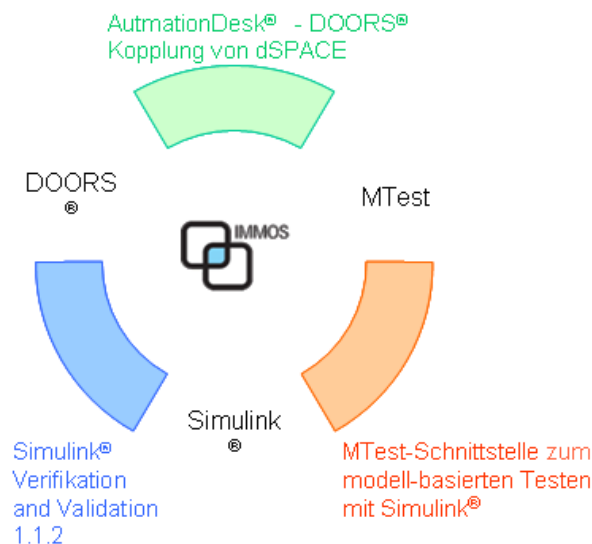 AutmationDesk® - DOORS®
Kopplung von dSPACE
DOORS
®
MTest
IMMOS
Simulink
®
Simulink®
Verifikation
and Validation
1.1.2
MTest-Schnittstelle zum
modell-basierten Testen
mit Simulink®